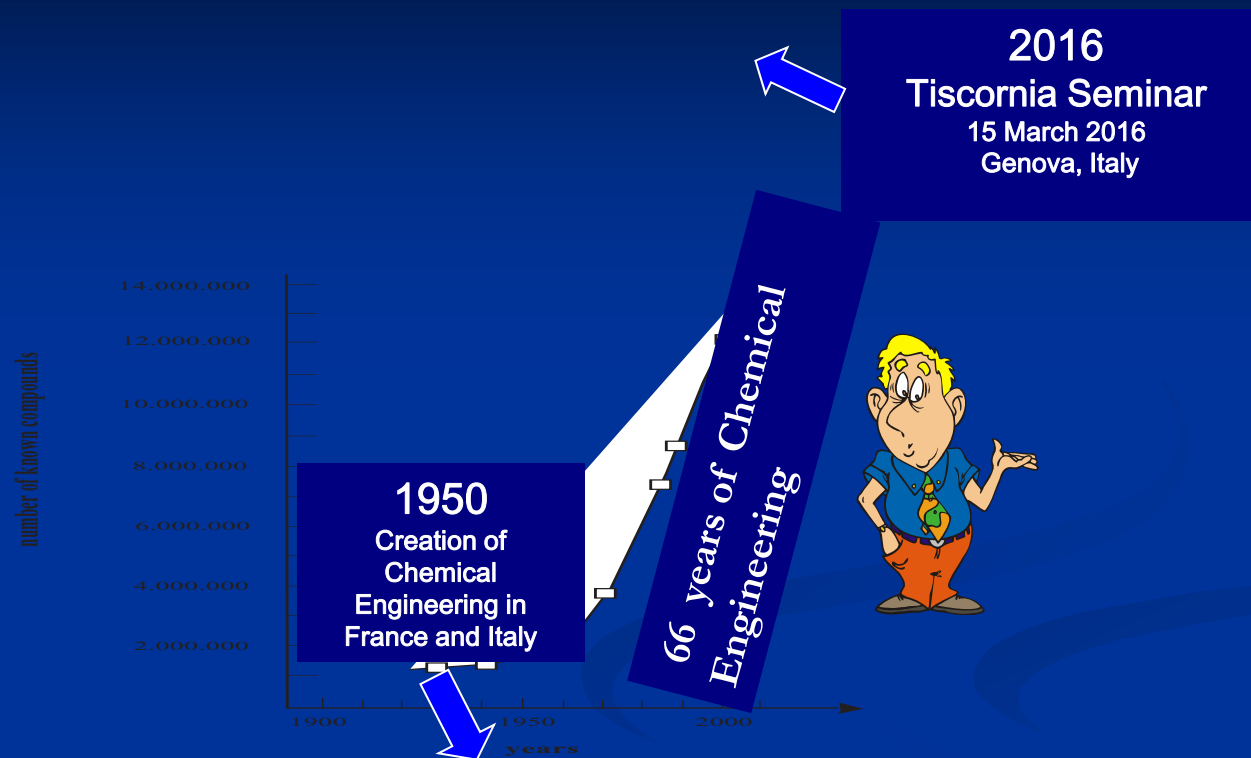 2016
Tiscornia Seminar
15 March 2016
Genova, Italy
14.000.000
12.000.000
10.000.000
8.000.000
6.000.000
4.000.000
2.000.000
number of known compounds
1950
Creation of
Chemical
Engineering in
France and Italy
66 years of Chemical
Engineering
1900
1950
2000
years